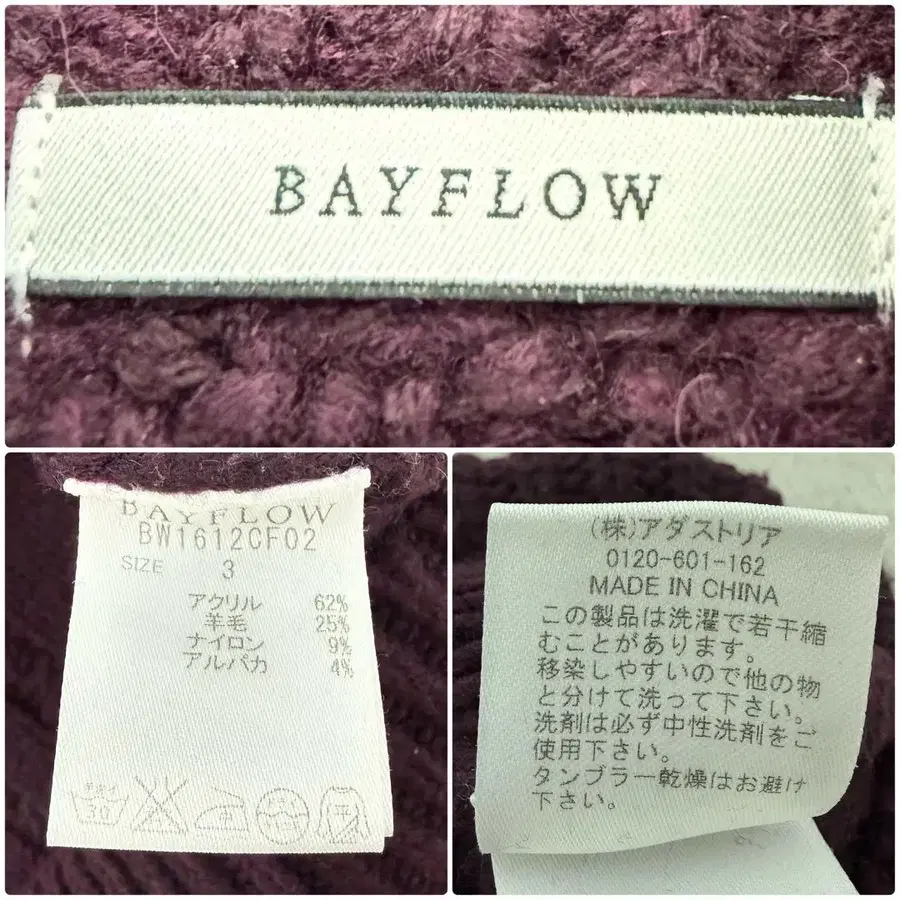 BAYFLOW
BAYFLOW
BW1612CF02
SIZE 3
アクリル 62%
羊毛 25%
ナイロン 9%
アルパカ 4%
手洗イ
30
平
(株)アダストリア
0120-601-162
MADE IN CHINA
この製品は洗濯で若干縮
むことがあります。
移染しやすいので他の物
と分けて洗って下さい。
洗剤は必ず中性洗剤をご
使用下さい。
タンブラー乾燥はお避け
下さい。